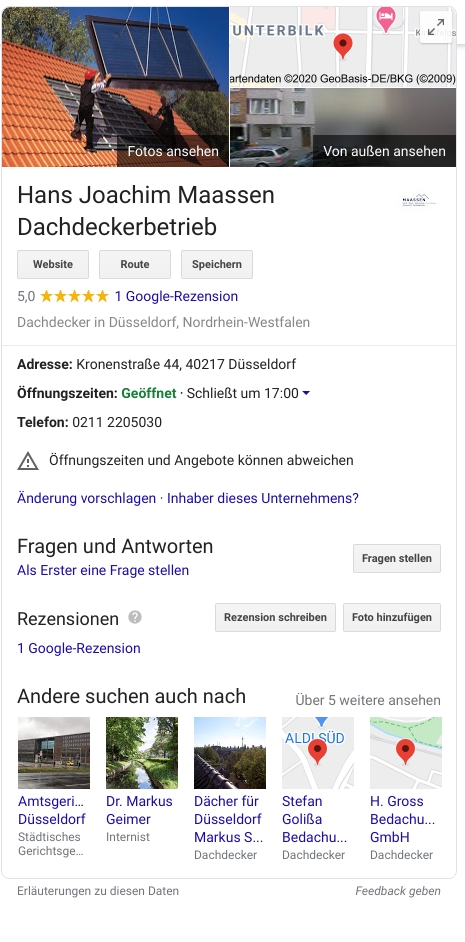 UNTERBILK
artendaten ©2020 GeoBasis-DE/BKG (©2009)
Fotos ansehen
Von außen ansehen
Hans Joachim Maassen
Dachdeckerbetrieb
MAASSEN
Website
Route
Speichern
5,0 ★★★★★ 1 Google-Rezension
Dachdecker in Düsseldorf, Nordrhein-Westfalen
Adresse: Kronenstraße 44, 40217 Düsseldorf
Öffnungszeiten: Geöffnet · Schließt um 17:00
Telefon: 0211 2205030
Öffnungszeiten und Angebote können abweichen
Änderung vorschlagen · Inhaber dieses Unternehmens?
Fragen und Antworten
Fragen stellen
Als Erster eine Frage stellen
Rezensionen ?
Rezension schreiben
Foto hinzufügen
1 Google-Rezension
Andere suchen auch nach
Über 5 weitere ansehen
ALDI SÜD
Amtsgeri...
Düsseldorf
Städtisches
Gerichtsge...
Dr. Markus
Geimer
Internist
Dächer für
Düsseldorf
Markus S...
Dachdecker
Stefan
Golißa
Bedachu...
Dachdecker
H. Gross
Bedachu...
GmbH
Dachdecker
Erläuterungen zu diesen Daten
Feedback geben